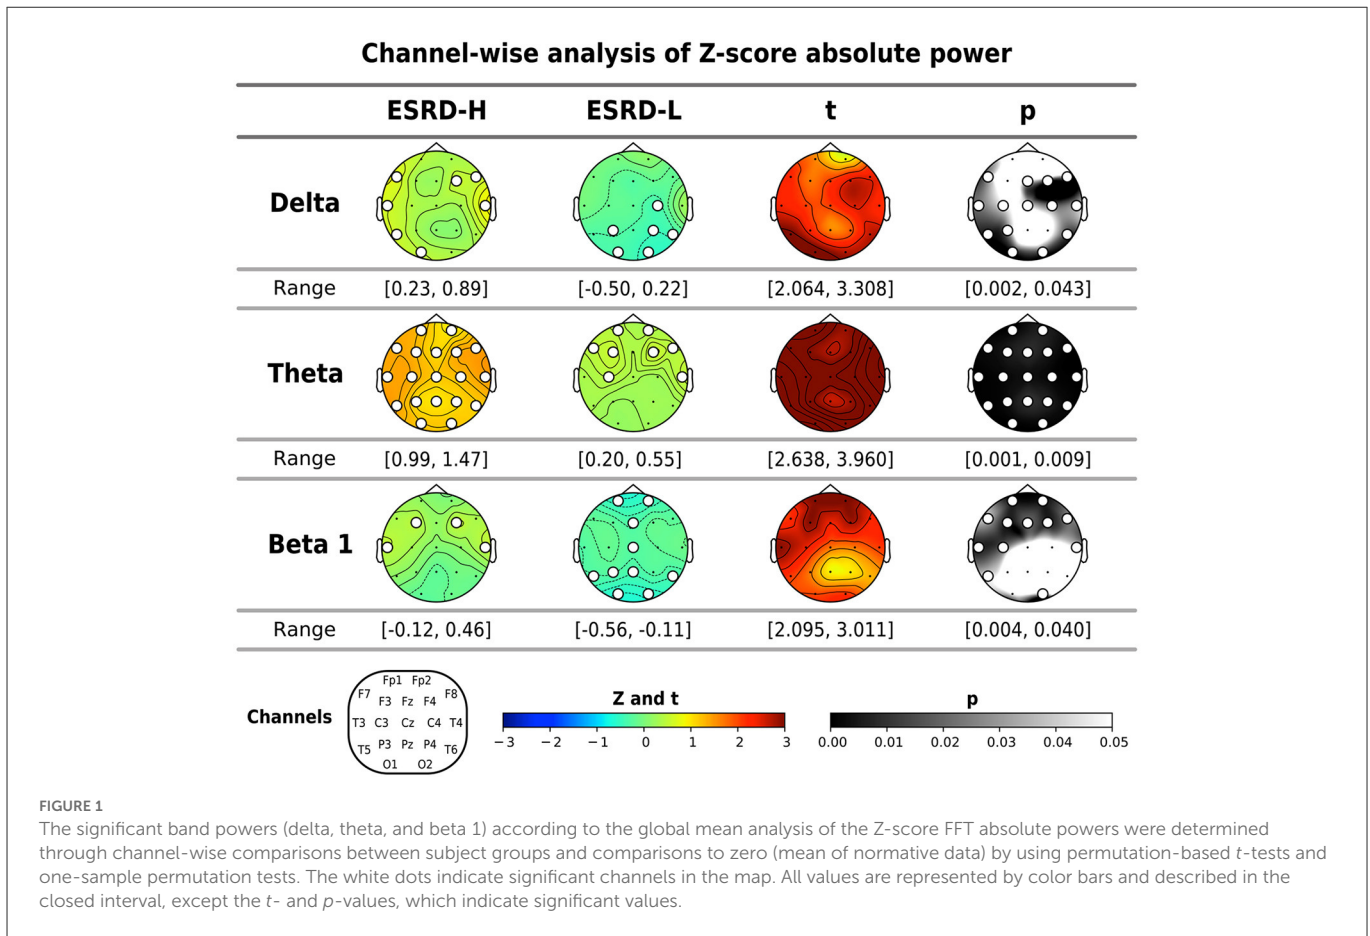 Channel-wise analysis of Z-score absolute power
ESRD-H ESRD-L t p
Delta
Range [0.23, 0.89] [-0.50, 0.22] [2.064, 3.308] [0.002, 0.043]
Theta
Range [0.99, 1.47] [0.20, 0.55] [2.638, 3.960] [0.001, 0.009]
Beta 1
Range [-0.12, 0.46] [-0.56, -0.11] [2.095, 3.011] [0.004, 0.040]
Channels
Fp1 Fp2
F7 F3 Fz F4 F8
T3 C3 Cz C4 T4
T5 P3 Pz P4 T6
O1 O2
Z and t
−3 −2 −1 0 1 2 3
p
0.00 0.01 0.02 0.03 0.04 0.05
FIGURE 1
The significant band powers (delta, theta, and beta 1) according to the global mean analysis of the Z-score FFT absolute powers were determined
through channel-wise comparisons between subject groups and comparisons to zero (mean of normative data) by using permutation-based t-tests and
one-sample permutation tests. The white dots indicate significant channels in the map. All values are represented by color bars and described in the
closed interval, except the t- and p-values, which indicate significant values.